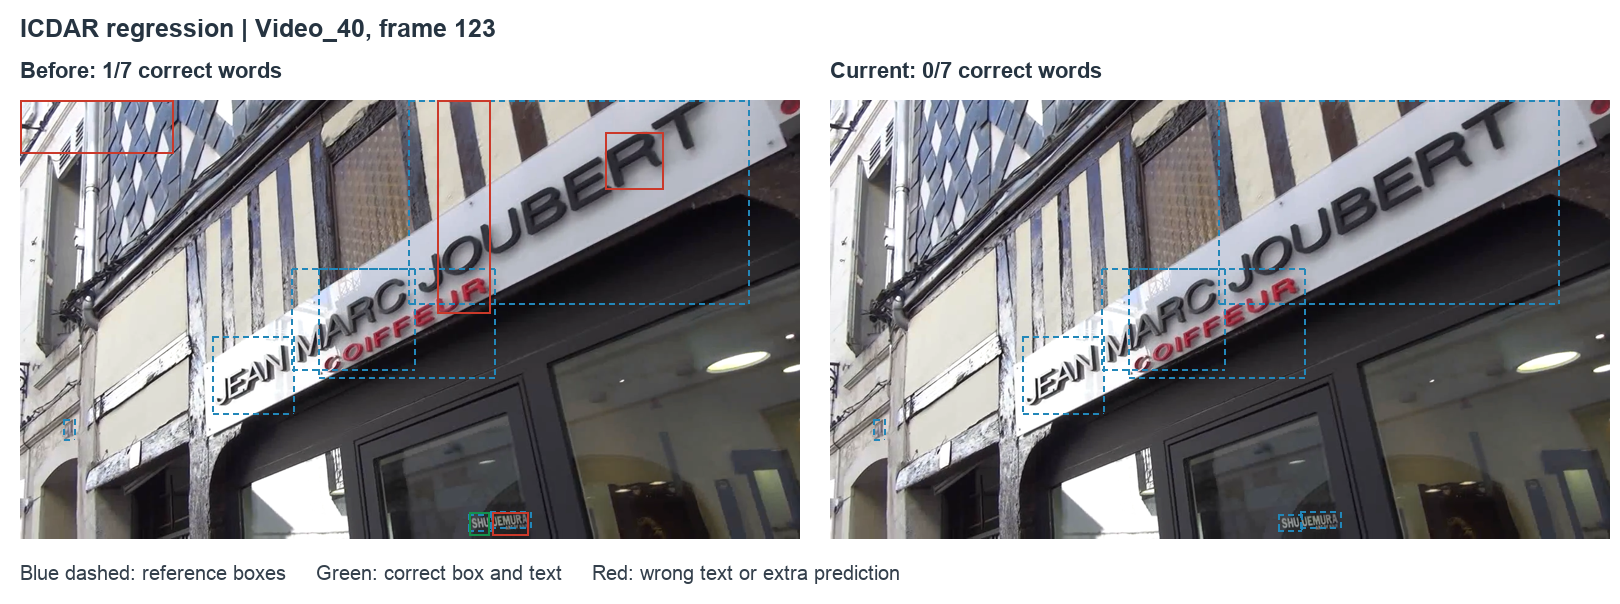 ICDAR regression | Video_40, frame 123
Before: 1/7 correct words
Current: 0/7 correct words
JEAN MARC JOUBERT
COIFFEUR
SHU UEMURA
JEAN MARC JOUBERT
COIFFEUR
SHU UEMURA
Blue dashed: reference boxes Green: correct box and text Red: wrong text or extra prediction